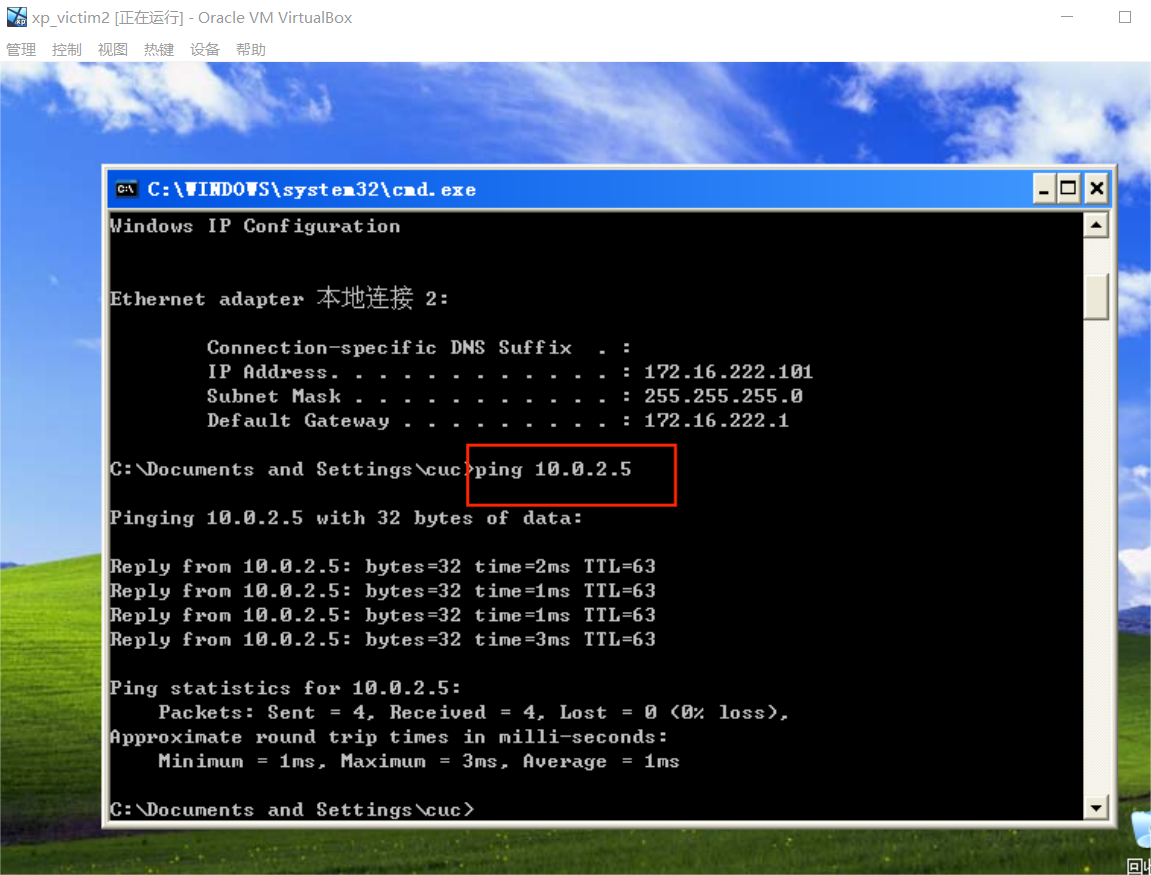 xp_victim2 [正在运行] - Oracle VM VirtualBox
管理 控制 视图 热键 设备 帮助
C:\WINDOWS\system32\cmd.exe
Windows IP Configuration
Ethernet adapter 本地连接 2:
Connection-specific DNS Suffix . :
IP Address. . . . . . . . . . . . : 172.16.222.101
Subnet Mask . . . . . . . . . . . : 255.255.255.0
Default Gateway . . . . . . . . . : 172.16.222.1
C:\Documents and Settings\cuc>ping 10.0.2.5
Pinging 10.0.2.5 with 32 bytes of data:
Reply from 10.0.2.5: bytes=32 time=2ms TTL=63
Reply from 10.0.2.5: bytes=32 time=1ms TTL=63
Reply from 10.0.2.5: bytes=32 time=1ms TTL=63
Reply from 10.0.2.5: bytes=32 time=3ms TTL=63
Ping statistics for 10.0.2.5:
Packets: Sent = 4, Received = 4, Lost = 0 (0% loss),
Approximate round trip times in milli-seconds:
Minimum = 1ms, Maximum = 3ms, Average = 1ms
C:\Documents and Settings\cuc>